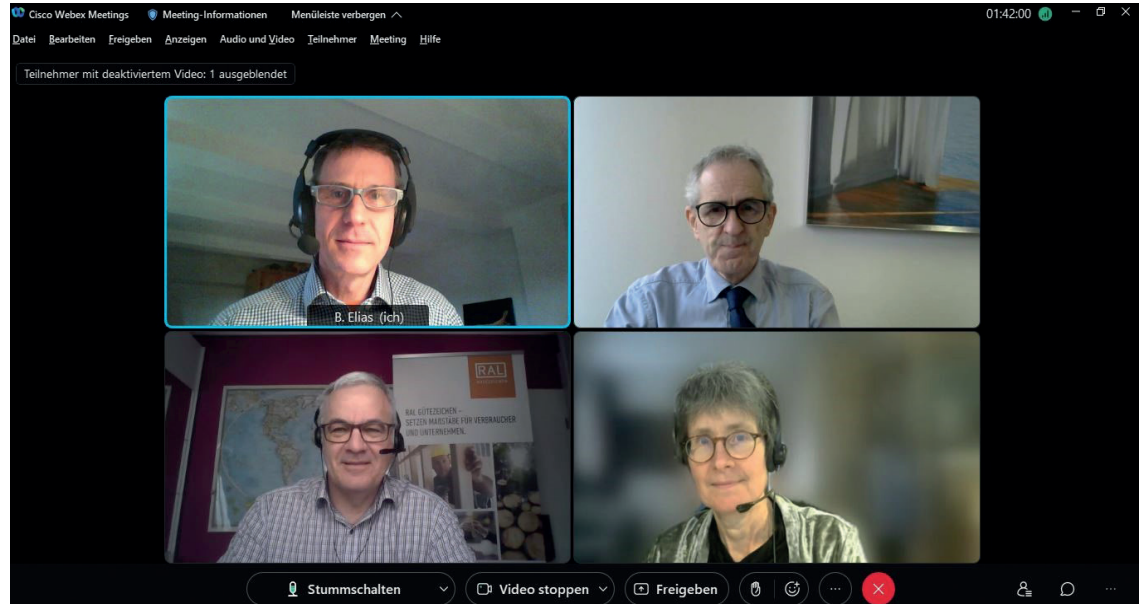 Cisco Webex Meetings Meeting-Informationen Menüleiste verbergen 01:42:00
Datei Bearbeiten Freigeben Anzeigen Audio und Video Teilnehmer Meeting Hilfe
Teilnehmer mit deaktiviertem Video: 1 ausgeblendet
B. Elias (ich)
RAL
RAL GÜTEZEICHEN –
SETZEN MASSSTÄBE FÜR VERBRAUCHER
UND UNTERNEHMEN.
Stummschalten Video stoppen Freigeben